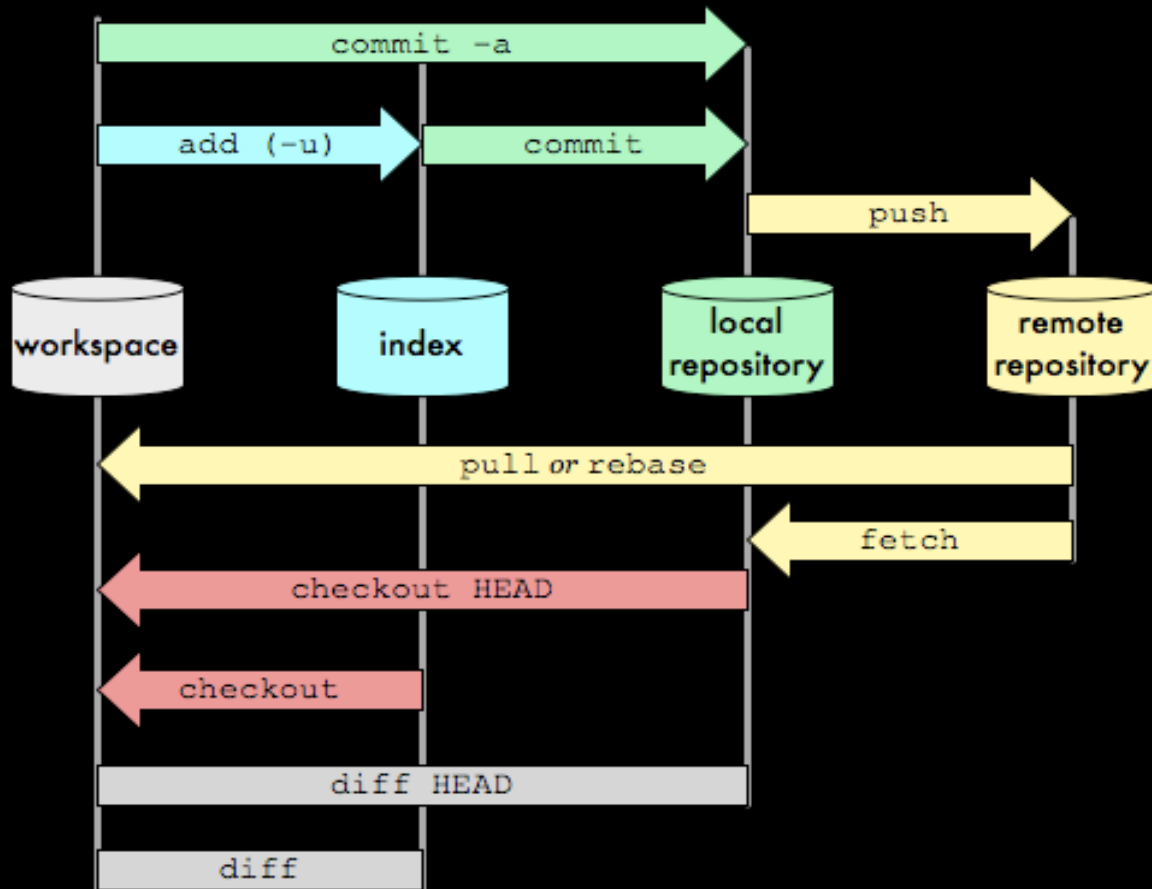 commit -a
add (-u)
commit
push
workspace
index
local
repository
remote
repository
pull or rebase
fetch
checkout HEAD
checkout
diff HEAD
diff